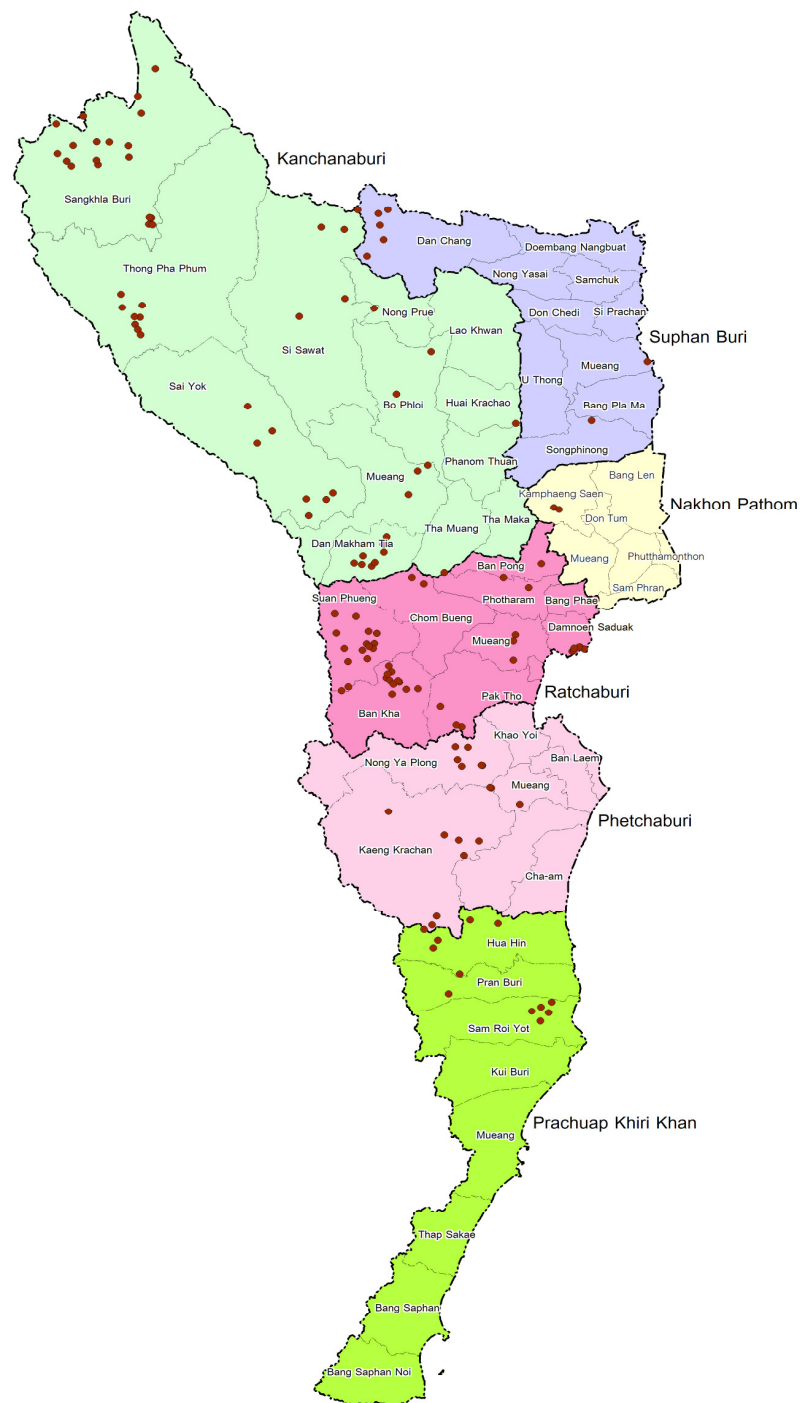 Kanchanaburi
Sangkhla Buri
Dan Chang
Doembang Nangbuat
Thong Pha Phum
Nong Yasai
Samchuk
Nong Prue
Don Chedi
Si Prachan
Lao Khwan
Suphan Buri
Si Sawat
Mueang
U Thong
Sai Yok
Bo Phloi
Huai Krachao
Bang Pla Ma
Songphinong
Phanom Thuan
Mueang
Bang Len
Kamphaeng Saen
Nakhon Pathom
Don Tum
Tha Maka
Tha Muang
Dan Makham Tia
Mueang
Phutthamonthon
Ban Pong
Sam Phran
Suan Phueng
Photharam
Bang Phae
Chom Bueng
Damnoen Saduak
Mueang
Ratchaburi
Pak Tho
Ban Kha
Khao Yoi
Nong Ya Plong
Ban Laem
Mueang
Phetchaburi
Kaeng Krachan
Cha-am
Hua Hin
Pran Buri
Sam Roi Yot
Kui Buri
Prachuap Khiri Khan
Mueang
Thap Sakae
Bang Saphan
Bang Saphan Noi